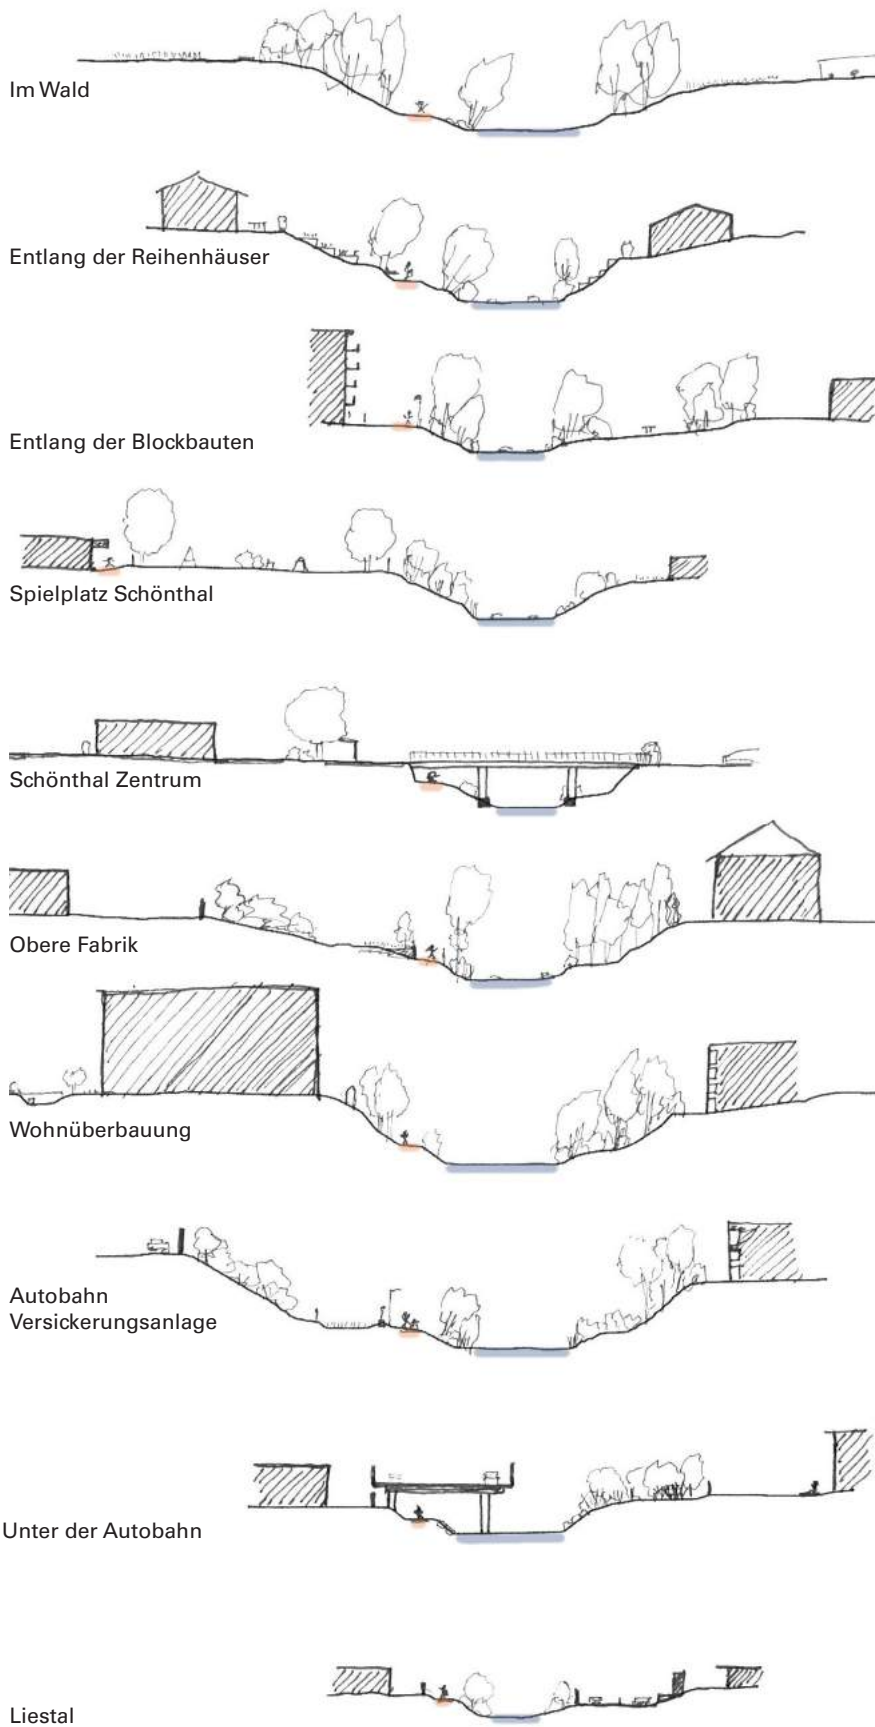 Im Wald
Entlang der Reihenhäuser
Entlang der Blockbauten
Spielplatz Schönthal
Schönthal Zentrum
Obere Fabrik
Wohnüberbauung
Autobahn
Versickerungsanlage
Unter der Autobahn
Liestal